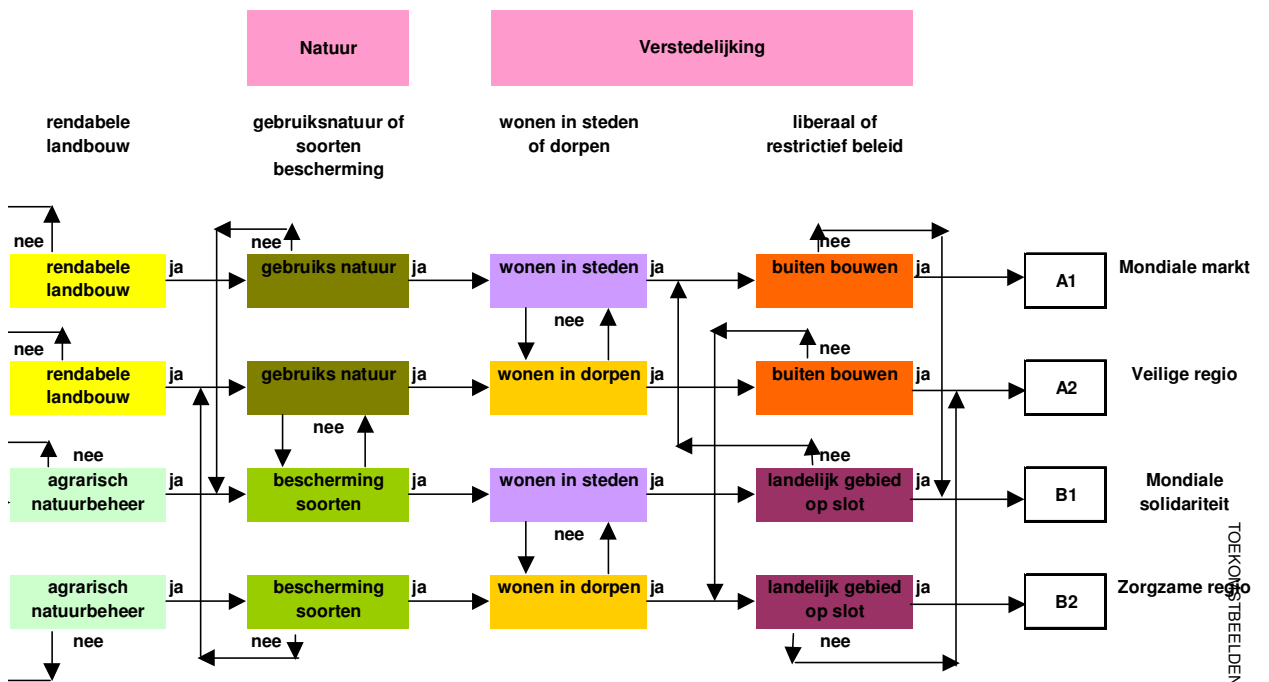 Natuur
Verstedelijking
rendabele
landbouw
gebruiksnatuur of
soorten
bescherming
wonen in steden
of dorpen
liberaal of
restrictief beleid
nee
nee
nee
rendabele
landbouw
ja
gebruiks natuur
ja
wonen in steden
ja
buiten bouwen
ja
A1
Mondiale markt
nee
nee
nee
rendabele
landbouw
ja
gebruiks natuur
ja
wonen in dorpen
ja
buiten bouwen
ja
A2
Veilige regio
nee
nee
nee
agrarisch
natuurbeheer
ja
bescherming
soorten
ja
wonen in steden
ja
landelijk gebied
op slot
ja
B1
Mondiale
solidariteit
nee
agrarisch
natuurbeheer
ja
bescherming
soorten
ja
wonen in dorpen
ja
landelijk gebied
op slot
ja
B2
Zorgzame regio
nee
nee
nee
TOEKOMSTBEELDEN